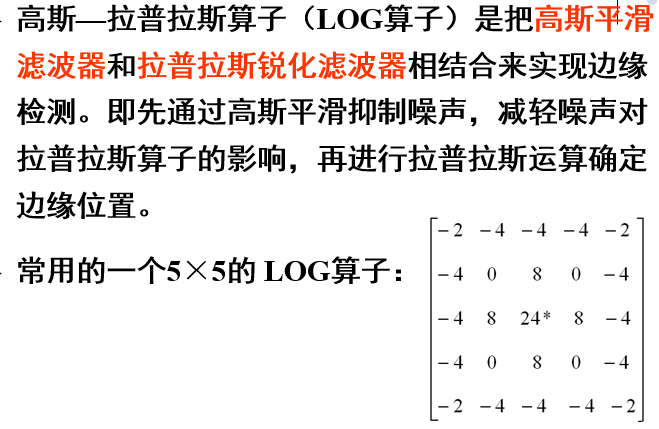 高斯—拉普拉斯算子（LOG算子）是把高斯平滑
滤波器和拉普拉斯锐化滤波器相结合来实现边缘
检测。即先通过高斯平滑抑制噪声，减轻噪声对
拉普拉斯算子的影响，再进行拉普拉斯运算确定
边缘位置。
常用的一个5×5的 LOG算子：
-2 -4 -4 -4 -2
-4 0 8 0 -4
-4 8 24* 8 -4
-4 0 8 0 -4
-2 -4 -4 -4 -2